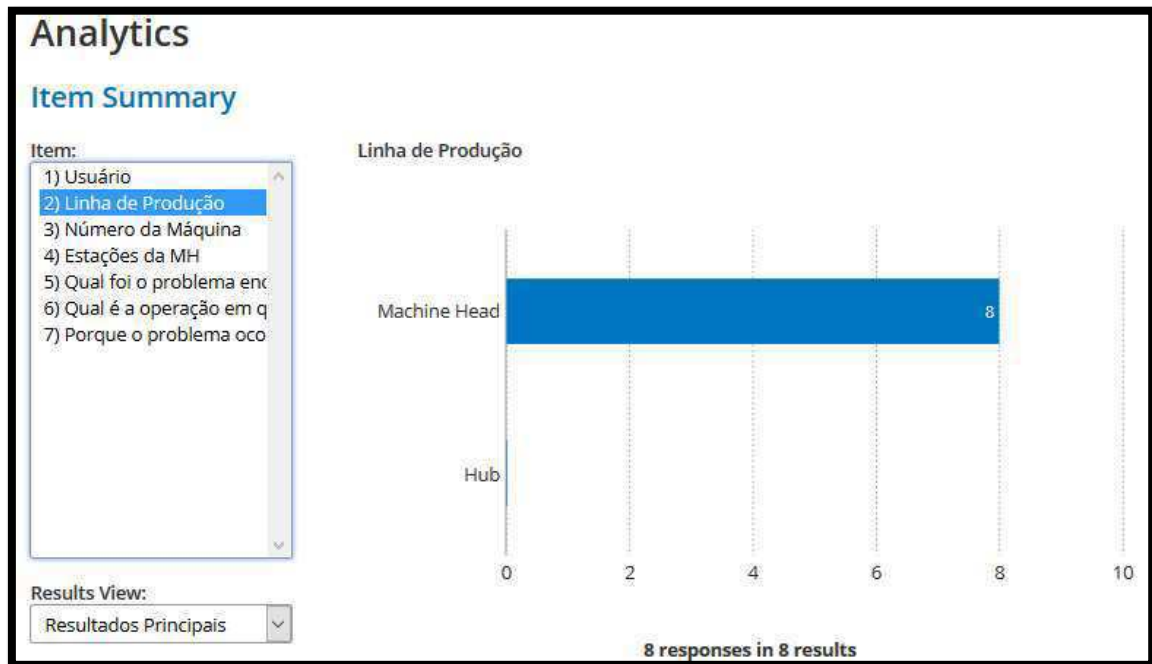 Analytics
Item Summary
Item:
1) Usuário
2) Linha de Produção
3) Número da Máquina
4) Estações da MH
5) Qual foi o problema enc
6) Qual é a operação em q
7) Porque o problema oco
Results View:
Resultados Principais
Linha de Produção
Machine Head
8
Hub
0 2 4 6 8 10
8 responses in 8 results